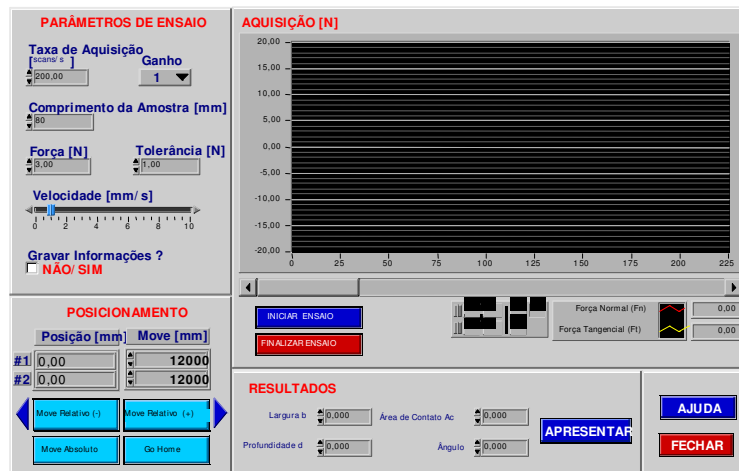 PARÂMETROS DE ENSAIO
Taxa de Aquisição
[scans/ s ]
Ganho
200,00
1
Comprimento da Amostra [mm]
80
Força [N]
Tolerância [N]
3,00
1,00
Velocidade [mm/ s]
0 2 4 6 8 10
Gravar Informações ?
NÃO/ SIM
AQUISIÇÃO [N]
20,00
15,00
10,00
5,00
0,00
-5,00
-10,00
-15,00
-20,00
0 25 50 75 100 125 150 175 200 225
INICIAR ENSAIO
FINALIZAR ENSAIO
Força Normal (Fn)
0,00
Força Tangencial (Ft)
0,00
POSICIONAMENTO
Posição [mm]
Move [mm]
#1 0,00 12000
#2 0,00 12000
Move Relativo (-)
Move Relativo (+)
Move Absoluto
Go Home
RESULTADOS
Largura b
0,000
Área de Contato Ac
0,000
Profundidade d
0,000
Ângulo
0,000
APRESENTAR
AJUDA
FECHAR